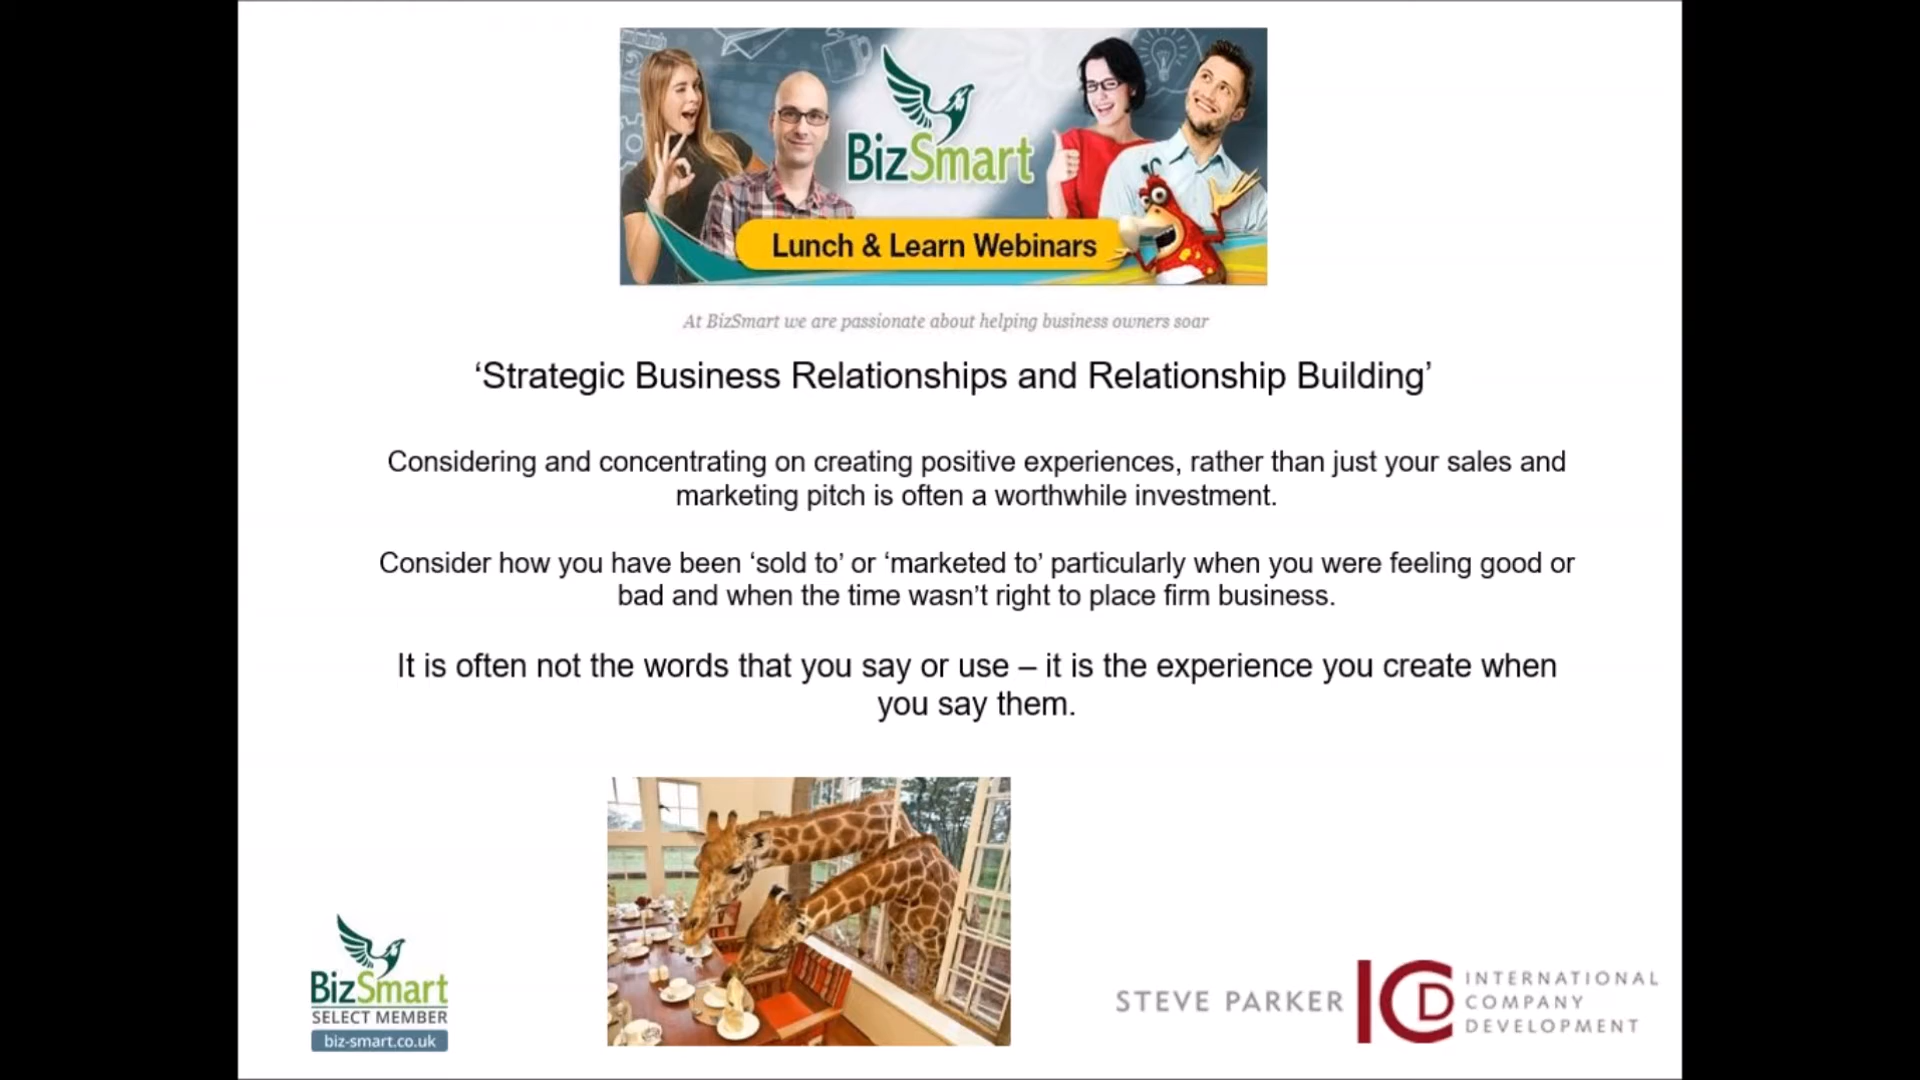 BizSmart
Lunch & Learn Webinars
At BizSmart we are passionate about helping business owners soar
‘Strategic Business Relationships and Relationship Building’
Considering and concentrating on creating positive experiences, rather than just your sales and
marketing pitch is often a worthwhile investment.
Consider how you have been ‘sold to’ or ‘marketed to’ particularly when you were feeling good or
bad and when the time wasn’t right to place firm business.
It is often not the words that you say or use – it is the experience you create when
you say them.
BizSmart
SELECT MEMBER
biz-smart.co.uk
STEVE PARKER
ICD
INTERNATIONAL
COMPANY
DEVELOPMENT